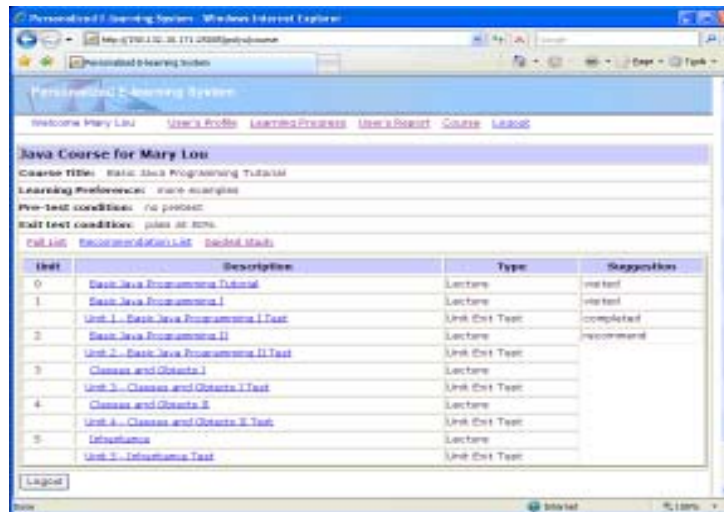 Personalized E-learning System - Windows Internet Explorer
Personalized E-learning System
Personalized E-learning System
Welcome Mary Lou User's Profile Learning Progress User's Report Course Logout
Java Course for Mary Lou
Course Title: Basic Java Programming Tutorial
Learning Preference: more examples
Pre-test condition: no pretest
Exit test condition: pass at 80%
Full List Recommendation List Guided Study
Unit Description Type Suggestion
0 Basic Java Programming Tutorial Lecture visited
1 Basic Java Programming I Lecture visited
Unit 1 - Basic Java Programming I Test Unit Exit Test completed
2 Basic Java Programming II Lecture recommend
Unit 2 - Basic Java Programming II Test Unit Exit Test
3 Classes and Objects I Lecture
Unit 3 - Classes and Objects I Test Unit Exit Test
4 Classes and Objects II Lecture
Unit 4 - Classes and Objects II Test Unit Exit Test
5 Inheritance Lecture
Unit 5 - Inheritance Test Unit Exit Test
Logout
Done Internet 100%